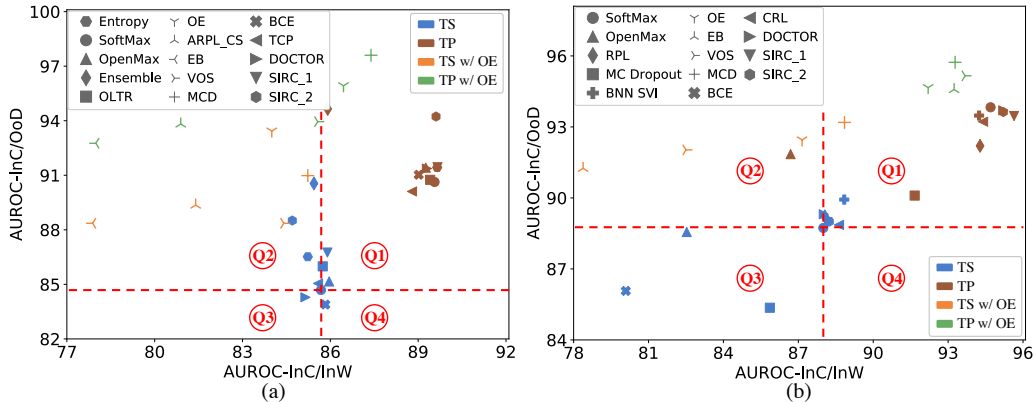 AUROC-InC/OoD
100
97
94
91
88
85
82
77
80
83
86
89
92
AUROC-InC/InW
Entropy
SoftMax
OpenMax
Ensemble
OLTR
OE
ARPL_CS
EB
VOS
MCD
BCE
TCP
DOCTOR
SIRC_1
SIRC_2
TS
TP
TS w/ OE
TP w/ OE
Q2
Q1
Q3
Q4
(a)
AUROC-InC/OoD
96
93
90
87
84
78
81
84
87
90
93
96
AUROC-InC/InW
SoftMax
OpenMax
RPL
MC Dropout
BNN SVI
OE
EB
VOS
MCD
BCE
CRL
DOCTOR
SIRC_1
SIRC_2
Q2
Q1
Q3
Q4
TS
TP
TS w/ OE
TP w/ OE
(b)